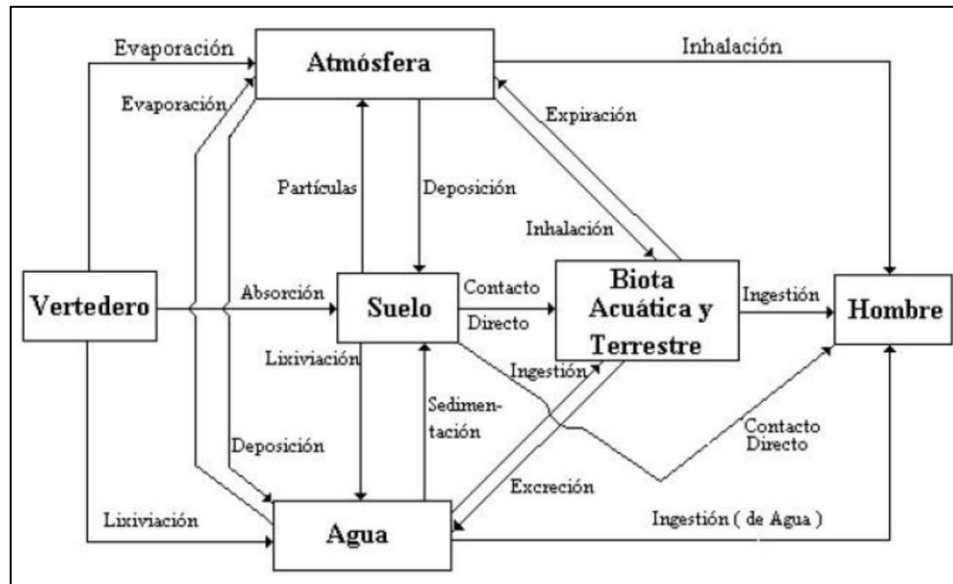 Evaporación
Atmósfera
Inhalación
Evaporación
Expiración
Partículas
Deposición
Inhalación
Vertedero
Absorción
Suelo
Contacto
Directo
Biota
Acuática y
Terrestre
Ingestión
Hombre
Lixiviación
Ingestión
Sedimen-
tación
Contacto
Directo
Deposición
Excreción
Lixiviación
Agua
Ingestión ( de Agua )